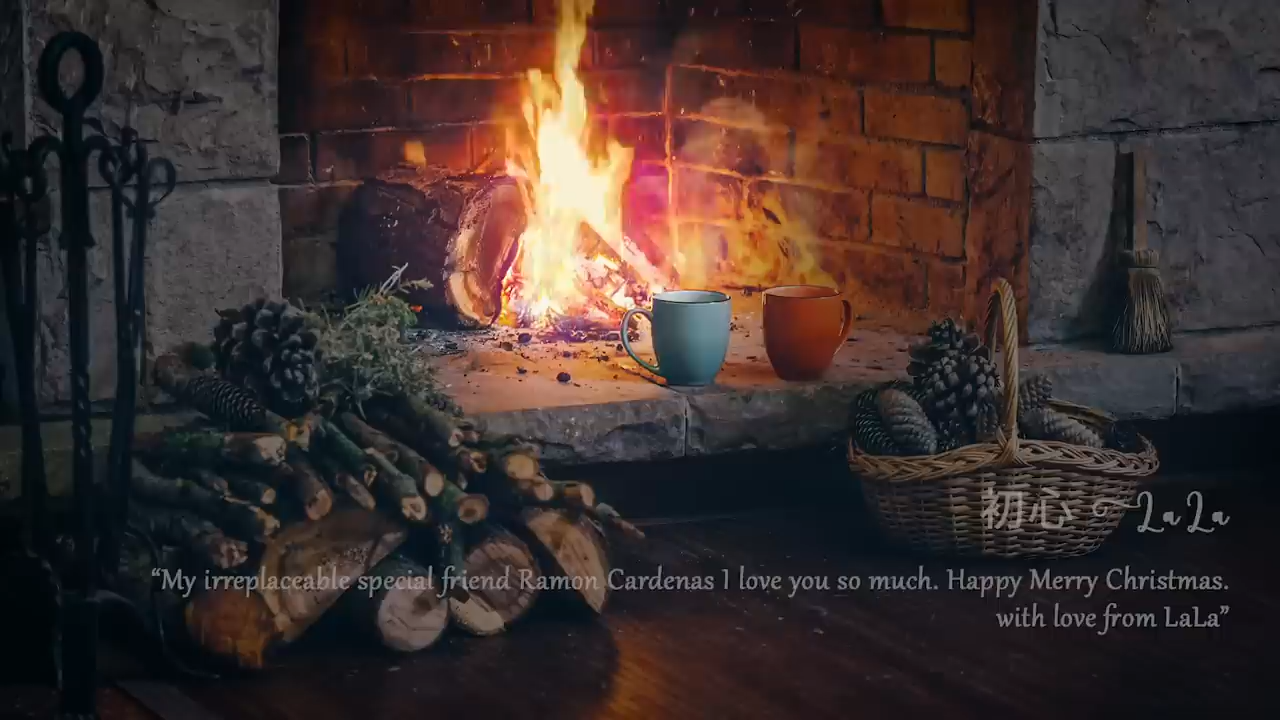 初心 ~LaLa
“My irreplaceable special friend Ramon Cardenas I love you so much. Happy Merry Christmas.
with love from LaLa”